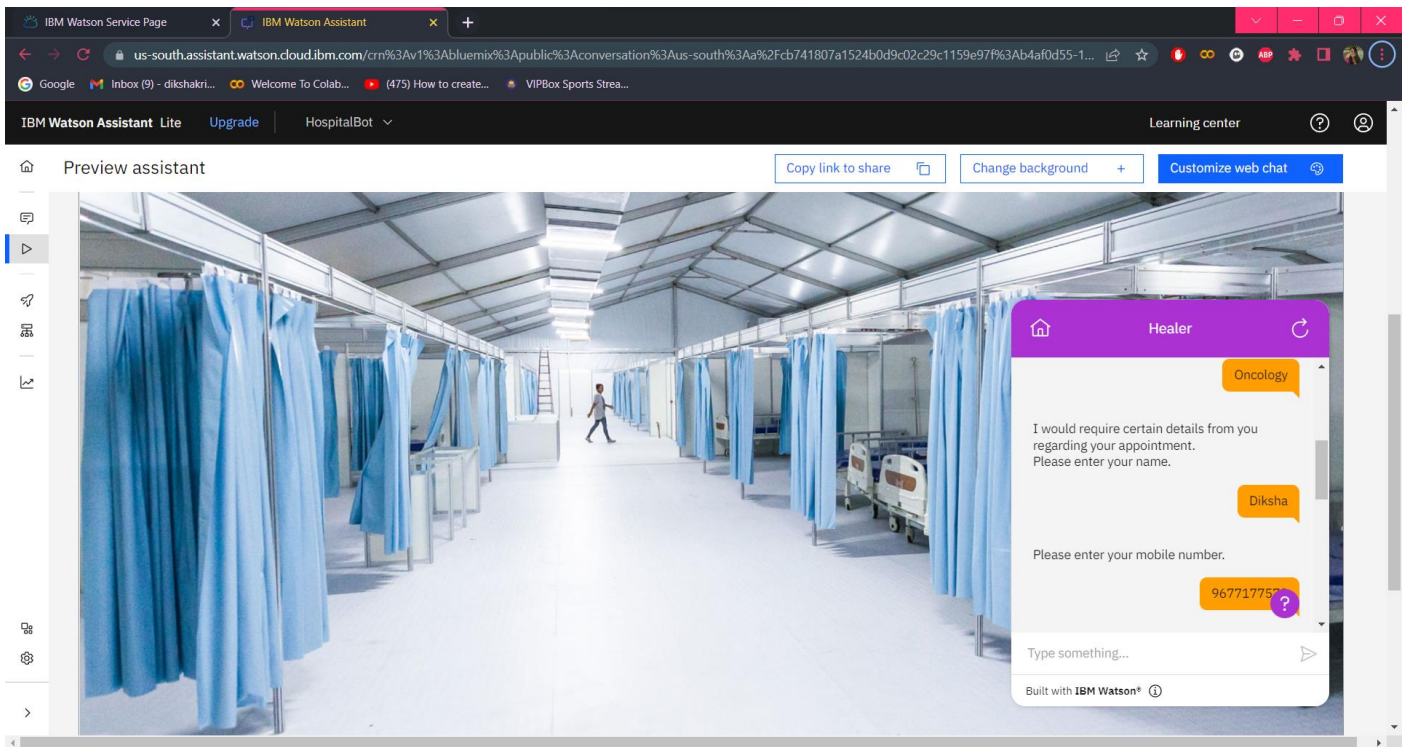 IBM Watson Service Page
IBM Watson Assistant
us-south.assistant.watson.cloud.ibm.com/crn%3Av1%3Abluemix%3Apublic%3Aconversation%3Aus-south%3Aa%2Fcb741807a1524b0d9c02c29c1159e97f%3Ab4af0d55-1...
Google
Inbox (9) - dikshakri...
Welcome To Colab...
(475) How to create...
VIPBox Sports Strea...
IBM Watson Assistant Lite
Upgrade
HospitalBot
Learning center
Preview assistant
Copy link to share
Change background +
Customize web chat
Healer
Oncology
I would require certain details from you
regarding your appointment.
Please enter your name.
Diksha
Please enter your mobile number.
967717757
?
Type something...
Built with IBM Watson®